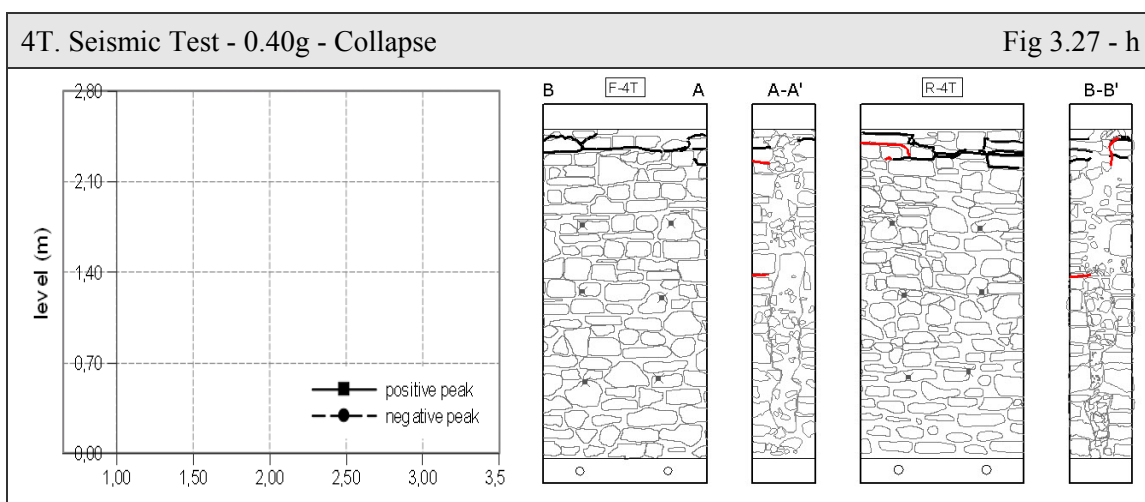 4T. Seismic Test - 0.40g - Collapse Fig 3.27 - h
B F-4T A A-A' R-4T B-B'
2,80
2,10
1,40
0,70
0,00
level (m)
positive peak
negative peak
1,00 1,50 2,00 2,50 3,00 3,5